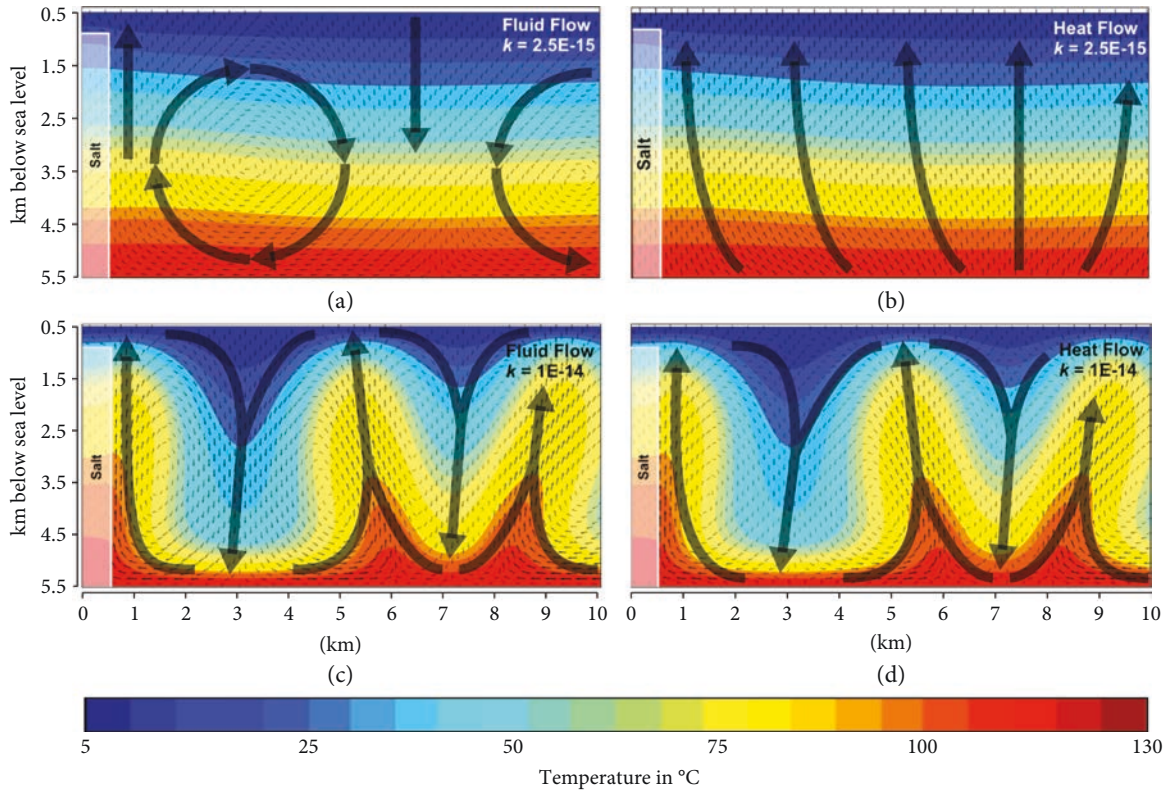 Fluid Flow
k = 2.5E-15
Salt
km below sea level
0.5
1.5
2.5
3.5
4.5
5.5
(a)
Heat Flow
k = 2.5E-15
Salt
(b)
Fluid Flow
k = 1E-14
Salt
km below sea level
0.5
1.5
2.5
3.5
4.5
5.5
0 1 2 3 4 5 6 7 8 9 10
(km)
(c)
Heat Flow
k = 1E-14
Salt
0 1 2 3 4 5 6 7 8 9 10
(km)
(d)
5 25 50 75 100 130
Temperature in °C